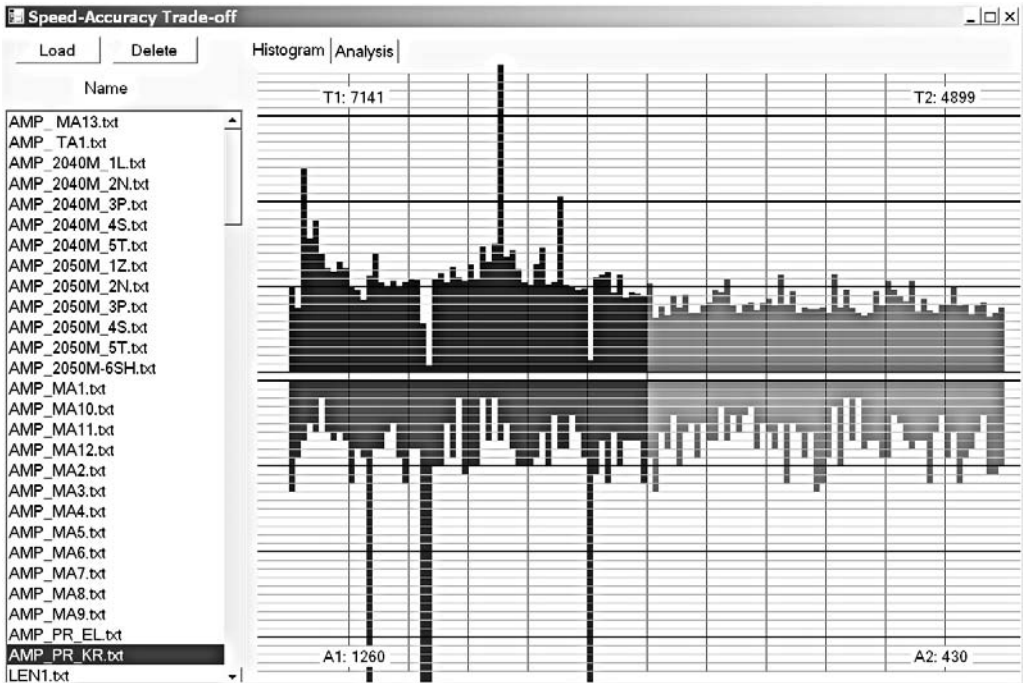 Speed-Accuracy Trade-off
Load Delete
Histogram Analysis
Name
T1: 7141
T2: 4899
AMP_ MA13.txt
AMP_ TA1.txt
AMP_2040M_1L.txt
AMP_2040M_2N.txt
AMP_2040M_3P.txt
AMP_2040M_4S.txt
AMP_2040M_5T.txt
AMP_2050M_1Z.txt
AMP_2050M_2N.txt
AMP_2050M_3P.txt
AMP_2050M_4S.txt
AMP_2050M_5T.txt
AMP_2050M-6SH.txt
AMP_MA1.txt
AMP_MA10.txt
AMP_MA11.txt
AMP_MA12.txt
AMP_MA2.txt
AMP_MA3.txt
AMP_MA4.txt
AMP_MA5.txt
AMP_MA6.txt
AMP_MA7.txt
AMP_MA8.txt
AMP_MA9.txt
AMP_PR_EL.txt
AMP_PR_KR.txt
LEN1.txt
A1: 1260
A2: 430